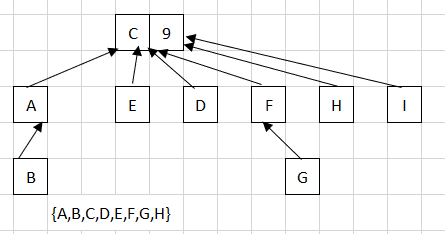 C 9
A E D F H I
B G
{A,B,C,D,E,F,G,H}